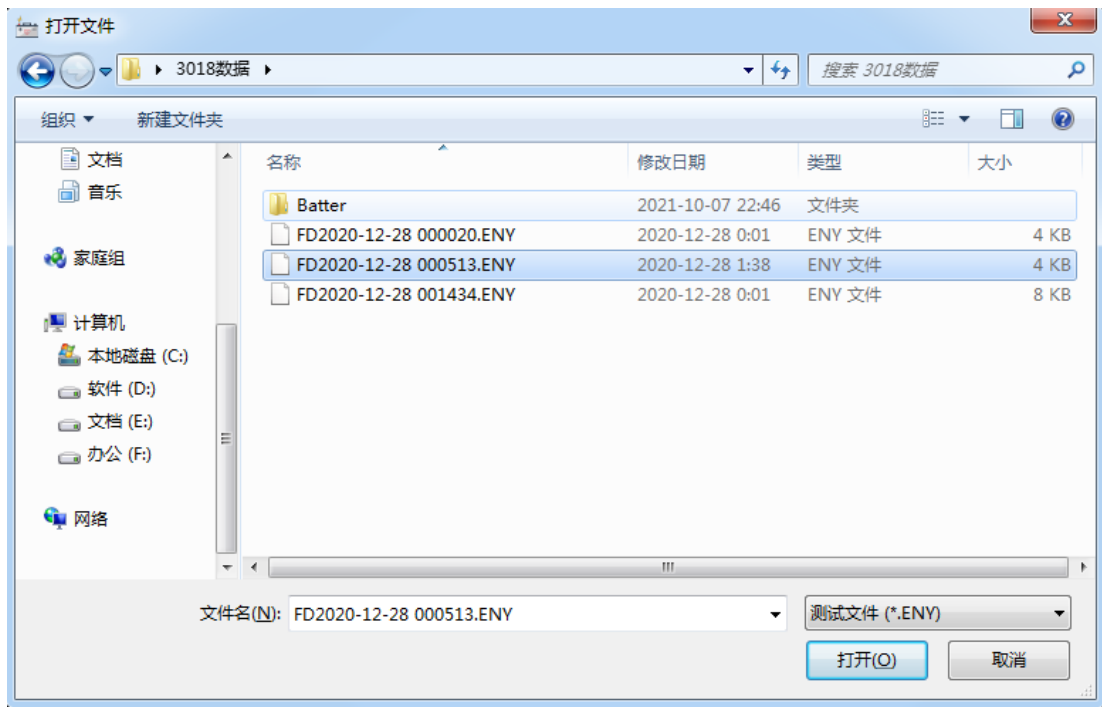 打开文件
3018数据
搜索 3018数据
组织 新建文件夹
文档
音乐
家庭组
计算机
本地磁盘 (C:)
软件 (D:)
文档 (E:)
办公 (F:)
网络
名称 修改日期 类型 大小
Batter 2021-10-07 22:46 文件夹
FD2020-12-28 000020.ENY 2020-12-28 0:01 ENY 文件 4 KB
FD2020-12-28 000513.ENY 2020-12-28 1:38 ENY 文件 4 KB
FD2020-12-28 001434.ENY 2020-12-28 0:01 ENY 文件 8 KB
文件名(N): FD2020-12-28 000513.ENY 测试文件 (*.ENY)
打开(O) 取消